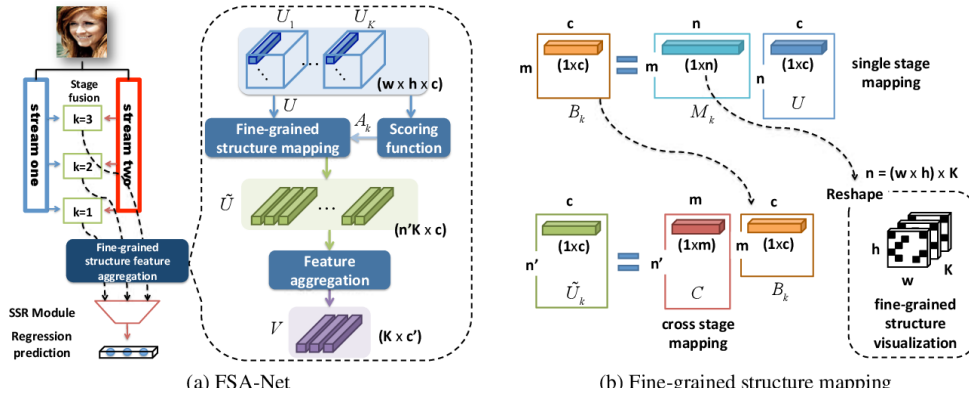 Stage
fusion
stream one
stream two
k=3
k=2
k=1
Fine-grained
structure feature
aggregation
SSR Module
Regression
prediction
U1 UK
(w x h x c)
U
Ak
Fine-grained
structure mapping
Scoring
function
Ũ
(n'K x c)
Feature
aggregation
V
(K x c')
(a) FSA-Net
c n c
m (1xc) m (1xn) n (1xc)
Bk Mk U
single stage
mapping
n = (w x h) x K
Reshape
c m c
n' (1xc) n' (1xm) m (1xc)
Ũk C Bk
cross stage
mapping
h
w
K
fine-grained
structure
visualization
(b) Fine-grained structure mapping